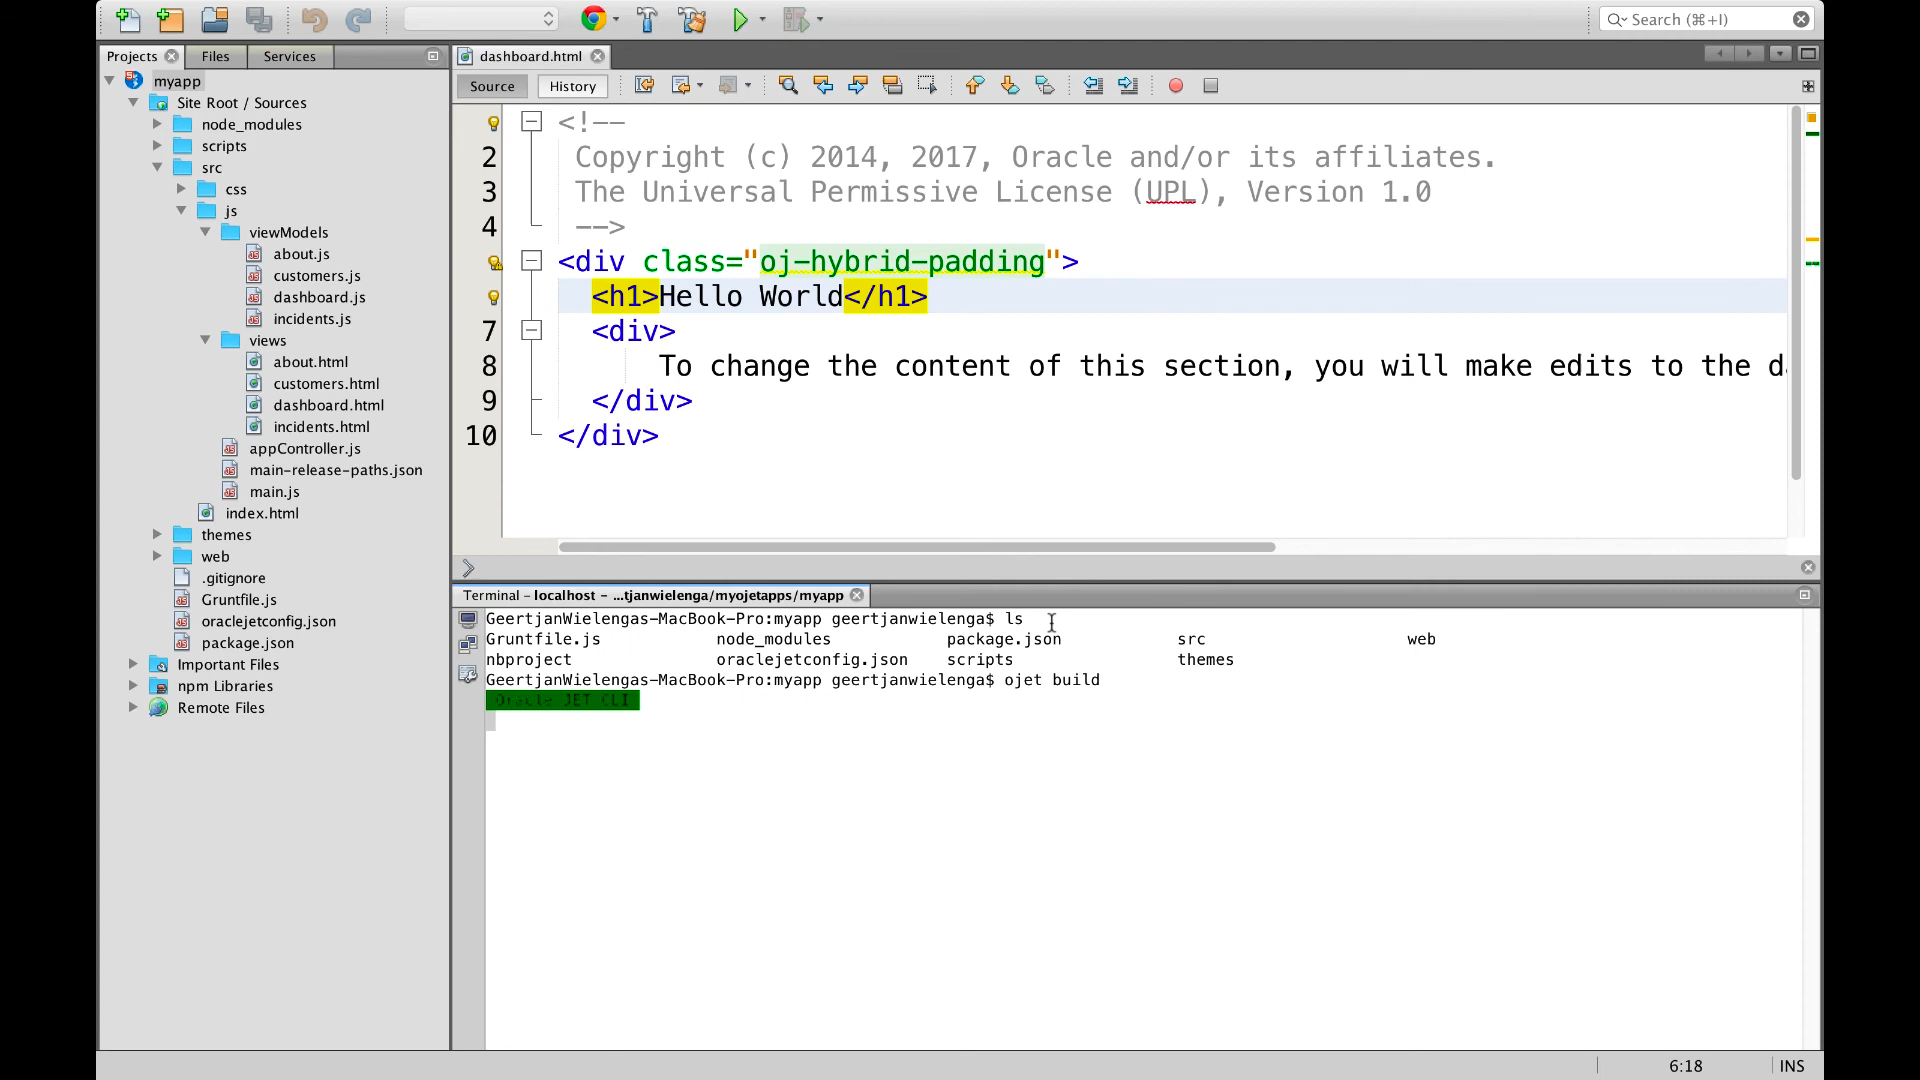 Search (⌘+I)
Projects
Files
Services
dashboard.html
Source
History
myapp
Site Root / Sources
node_modules
scripts
src
css
js
viewModels
about.js
customers.js
dashboard.js
incidents.js
views
about.html
customers.html
dashboard.html
incidents.html
appController.js
main-release-paths.json
main.js
index.html
themes
web
.gitignore
Gruntfile.js
oraclejetconfig.json
package.json
Important Files
npm Libraries
Remote Files
<!--
2 Copyright (c) 2014, 2017, Oracle and/or its affiliates.
3 The Universal Permissive License (UPL), Version 1.0
4 -->
<div class="oj-hybrid-padding">
<h1>Hello World</h1>
7 <div>
8 To change the content of this section, you will make edits to the da
9 </div>
10 </div>
Terminal - localhost - ...tjanwielenga/myojetapps/myapp
GeertjanWielengas-MacBook-Pro:myapp geertjanwielenga$ ls
Gruntfile.js node_modules package.json src web
nbproject oraclejetconfig.json scripts themes
GeertjanWielengas-MacBook-Pro:myapp geertjanwielenga$ ojet build
Oracle JET CLI
6:18 INS